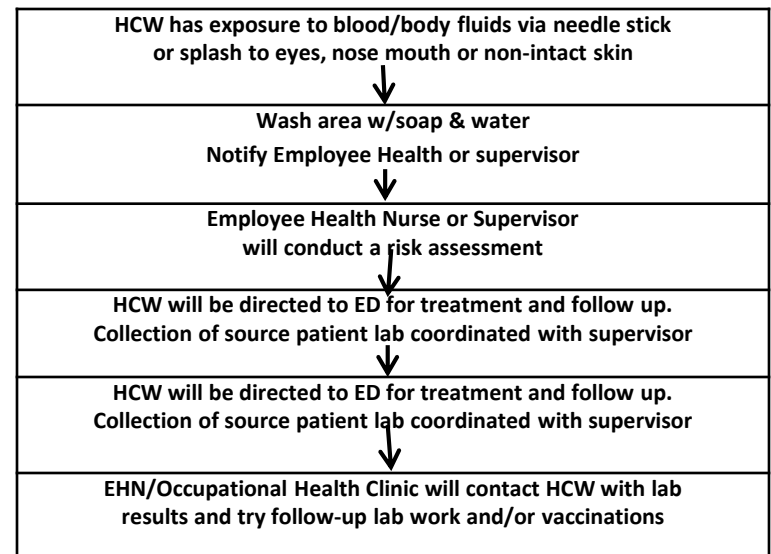 HCW has exposure to blood/body fluids via needle stick
or splash to eyes, nose mouth or non-intact skin
Wash area w/soap & water
Notify Employee Health or supervisor
Employee Health Nurse or Supervisor
will conduct a risk assessment
HCW will be directed to ED for treatment and follow up.
Collection of source patient lab coordinated with supervisor
HCW will be directed to ED for treatment and follow up.
Collection of source patient lab coordinated with supervisor
EHN/Occupational Health Clinic will contact HCW with lab
results and try follow-up lab work and/or vaccinations